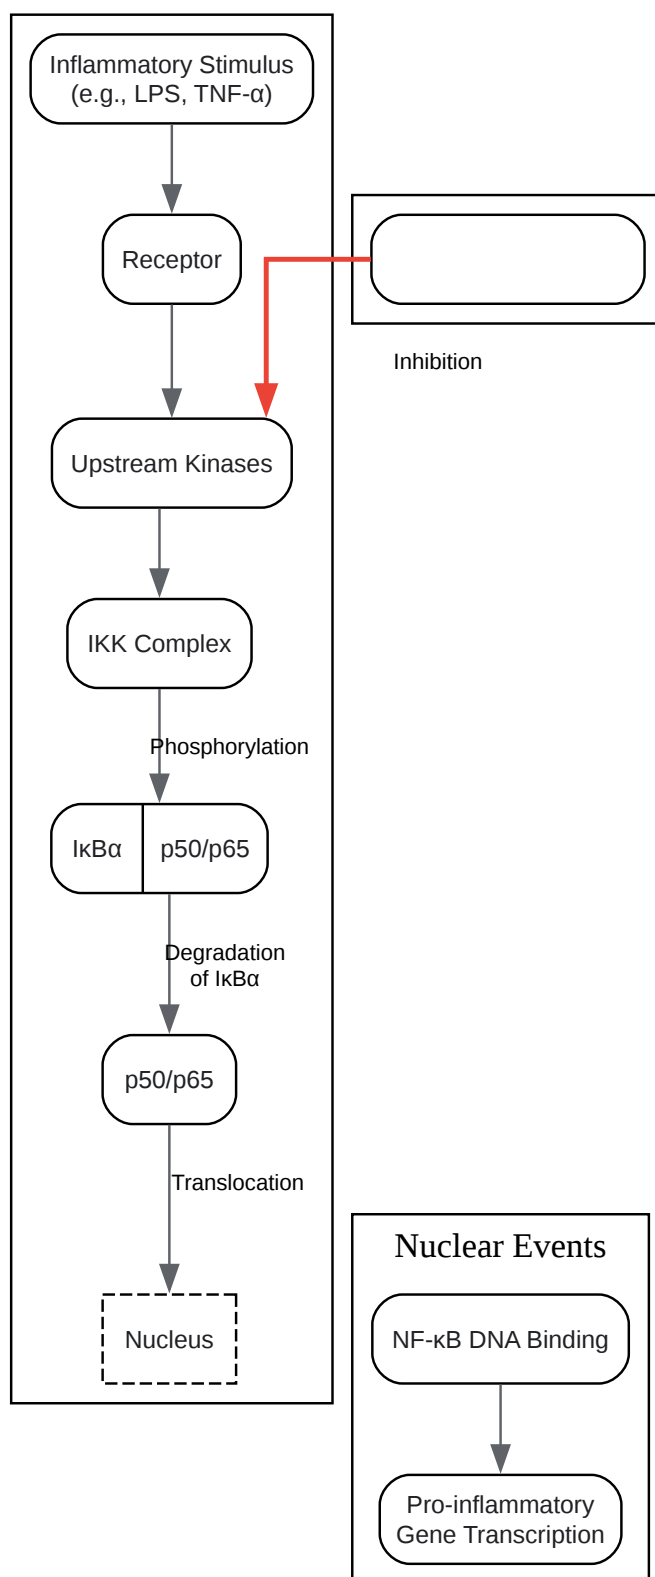 Inflammatory Stimulus
(e.g., LPS, TNF-α)
Receptor
Inhibition
Upstream Kinases
IKK Complex
Phosphorylation
IκBα
p50/p65
Degradation
of IκBα
p50/p65
Translocation
Nucleus
Nuclear Events
NF-κB DNA Binding
Pro-inflammatory
Gene Transcription